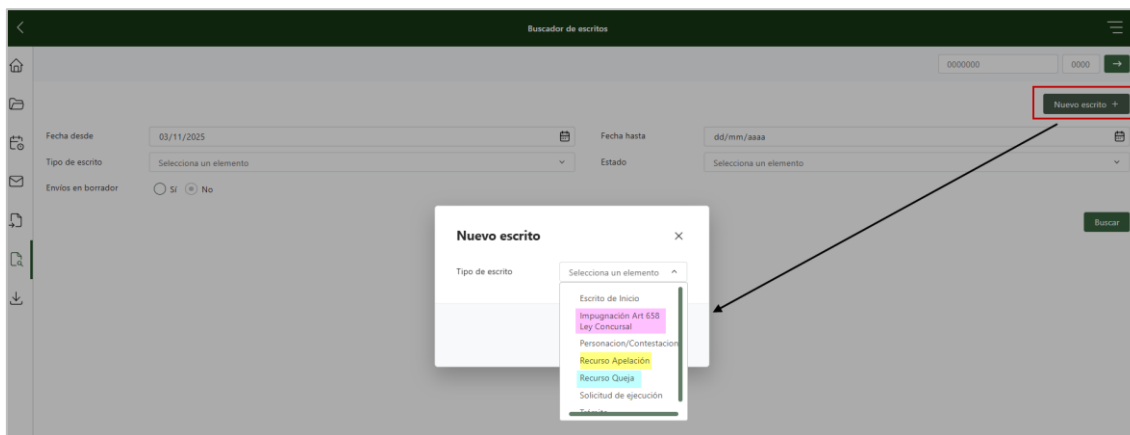 Buscador de escritos
0000000 0000
Nuevo escrito +
Fecha desde 03/11/2025 Fecha hasta dd/mm/aaaa
Tipo de escrito Selecciona un elemento Estado Selecciona un elemento
Envíos en borrador Sí No
Buscar
Nuevo escrito
Tipo de escrito Selecciona un elemento
Escrito de Inicio
Impugnación Art 658
Ley Concursal
Personacion/Contestacion
Recurso Apelación
Recurso Queja
Solicitud de ejecución